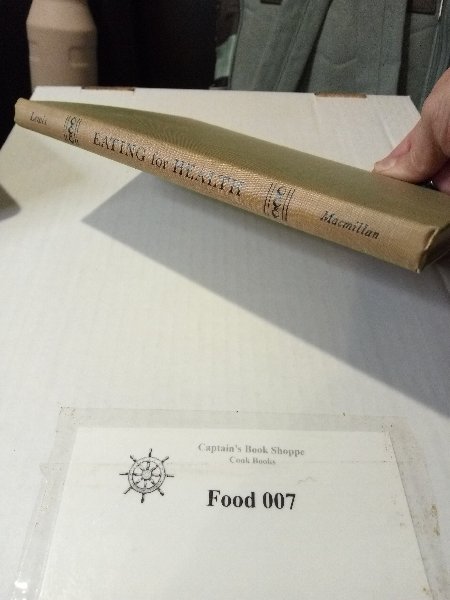 Lewis
EATING for HEALTH
Macmillan
Captain's Book Shoppe
Cook Books
Food 007